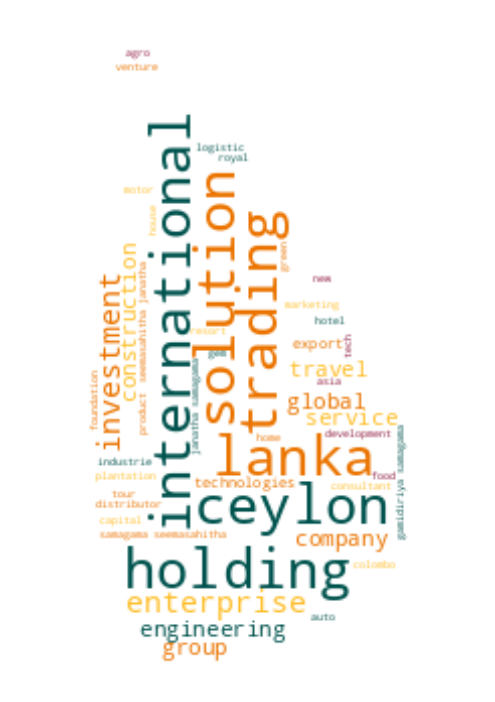 agro
venture
international
logistic
royal
solution
motor
house
trading
green
construction
investment
product seemasahitha janatha
new
marketing
hotel
resort
export
tech
gem
travel
janatha samagama
asia
foundation
global
service
development
home
gamidiriya samagama
lanka
industrie
plantation
technologies
food
consultant
tour
distributor
ceylon
capital
samagama seemasahitha
company
holding
colombo
enterprise
auto
engineering
group